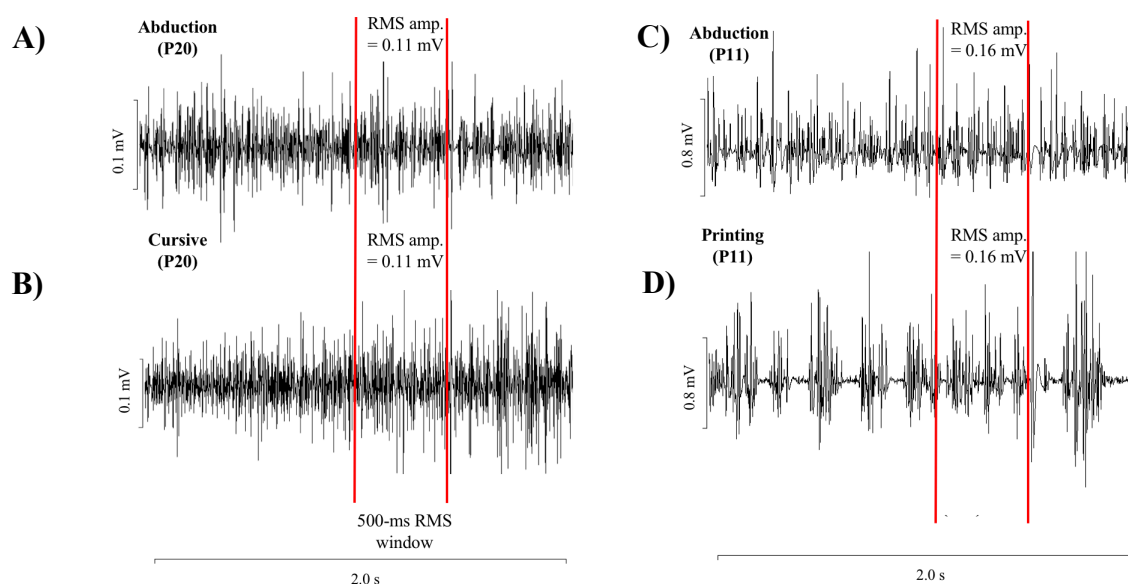 A)
Abduction
(P20)
RMS amp.
= 0.11 mV
0.1 mV
B)
Cursive
(P20)
RMS amp.
= 0.11 mV
0.1 mV
500-ms RMS
window
2.0 s
C)
Abduction
(P11)
RMS amp.
= 0.16 mV
0.8 mV
D)
Printing
(P11)
RMS amp.
= 0.16 mV
0.8 mV
2.0 s